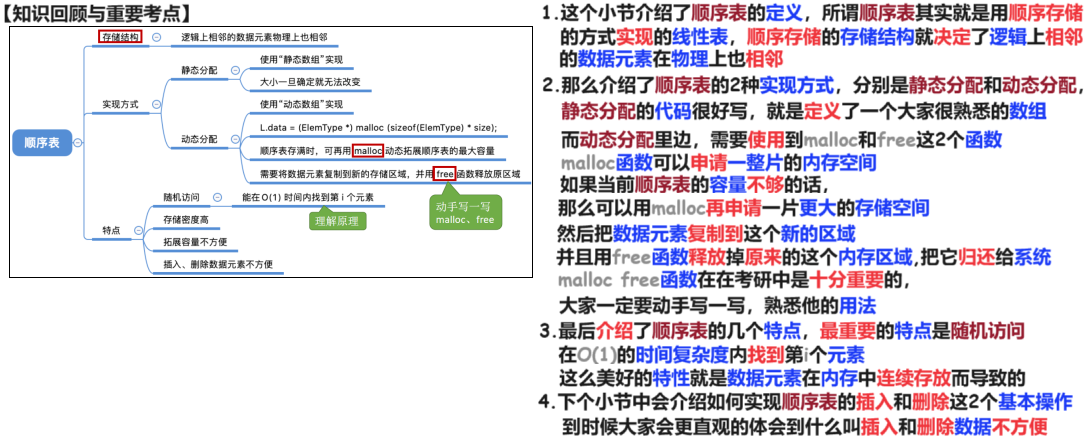 【知识回顾与重要考点】
顺序表
存储结构
逻辑上相邻的数据元素物理上也相邻
实现方式
静态分配
使用“静态数组”实现
大小一旦确定就无法改变
动态分配
使用“动态数组”实现
L.data = (ElemType *) malloc (sizeof(ElemType) * size);
顺序表存满时，可再用 malloc 动态拓展顺序表的最大容量
需要将数据元素复制到新的存储区域，并用 free 函数释放原区域
动手写一写
malloc、free
特点
随机访问
能在 O(1) 时间内找到第 i 个元素
理解原理
存储密度高
拓展容量不方便
插入、删除数据元素不方便
1.这个小节介绍了顺序表的定义，所谓顺序表其实就是用顺序存储
的方式实现的线性表，顺序存储的存储结构就决定了逻辑上相邻
的数据元素在物理上也相邻
2.那么介绍了顺序表的2种实现方式，分别是静态分配和动态分配，
静态分配的代码很好写，就是定义了一个大家很熟悉的数组
而动态分配里边，需要使用到malloc和free这2个函数
malloc函数可以申请一整片的内存空间
如果当前顺序表的容量不够的话，
那么可以用malloc再申请一片更大的存储空间
然后把数据元素复制到这个新的区域
并且用free函数释放掉原来的这个内存区域,把它归还给系统
malloc free函数在在考研中是十分重要的，
大家一定要动手写一写，熟悉他的用法
3.最后介绍了顺序表的几个特点，最重要的特点是随机访问
在O(1)的时间复杂度内找到第i个元素
这么美好的特性就是数据元素在内存中连续存放而导致的
4.下个小节中会介绍如何实现顺序表的插入和删除这2个基本操作
到时候大家会更直观的体会到什么叫插入和删除数据不方便